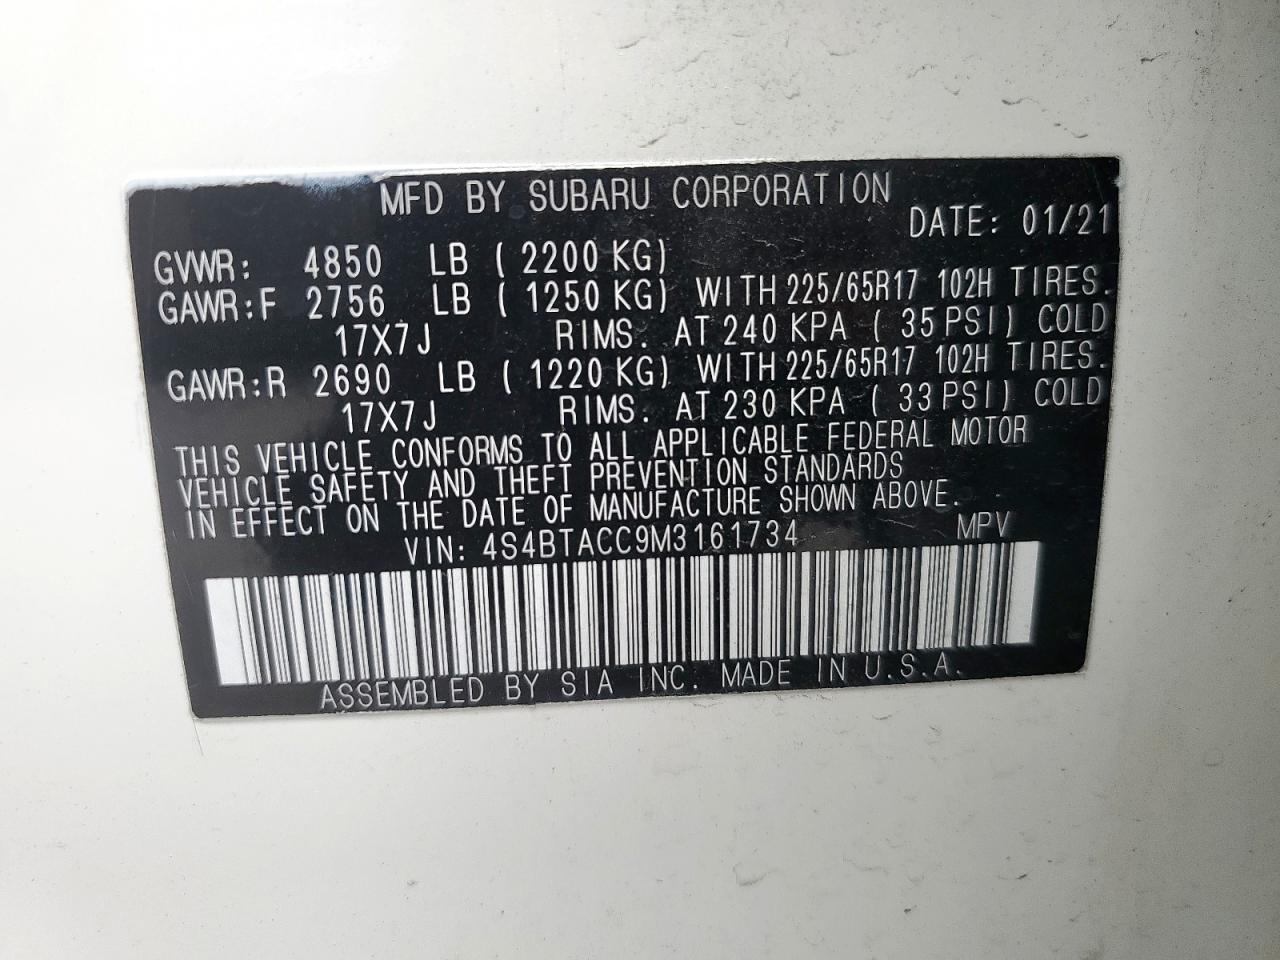 MFD BY SUBARU CORPORATION
DATE: 01/21
GVWR: 4850 LB ( 2200 KG)
GAWR:F 2756 LB ( 1250 KG) WITH 225/65R17 102H TIRES.
17X7J RIMS. AT 240 KPA ( 35 PSI) COLD
GAWR:R 2690 LB ( 1220 KG) WITH 225/65R17 102H TIRES.
17X7J RIMS. AT 230 KPA ( 33 PSI) COLD
THIS VEHICLE CONFORMS TO ALL APPLICABLE FEDERAL MOTOR
VEHICLE SAFETY AND THEFT PREVENTION STANDARDS
IN EFFECT ON THE DATE OF MANUFACTURE SHOWN ABOVE.
VIN: 4S4BTACC9M3161734 MPV
ASSEMBLED BY SIA INC. MADE IN U.S.A.